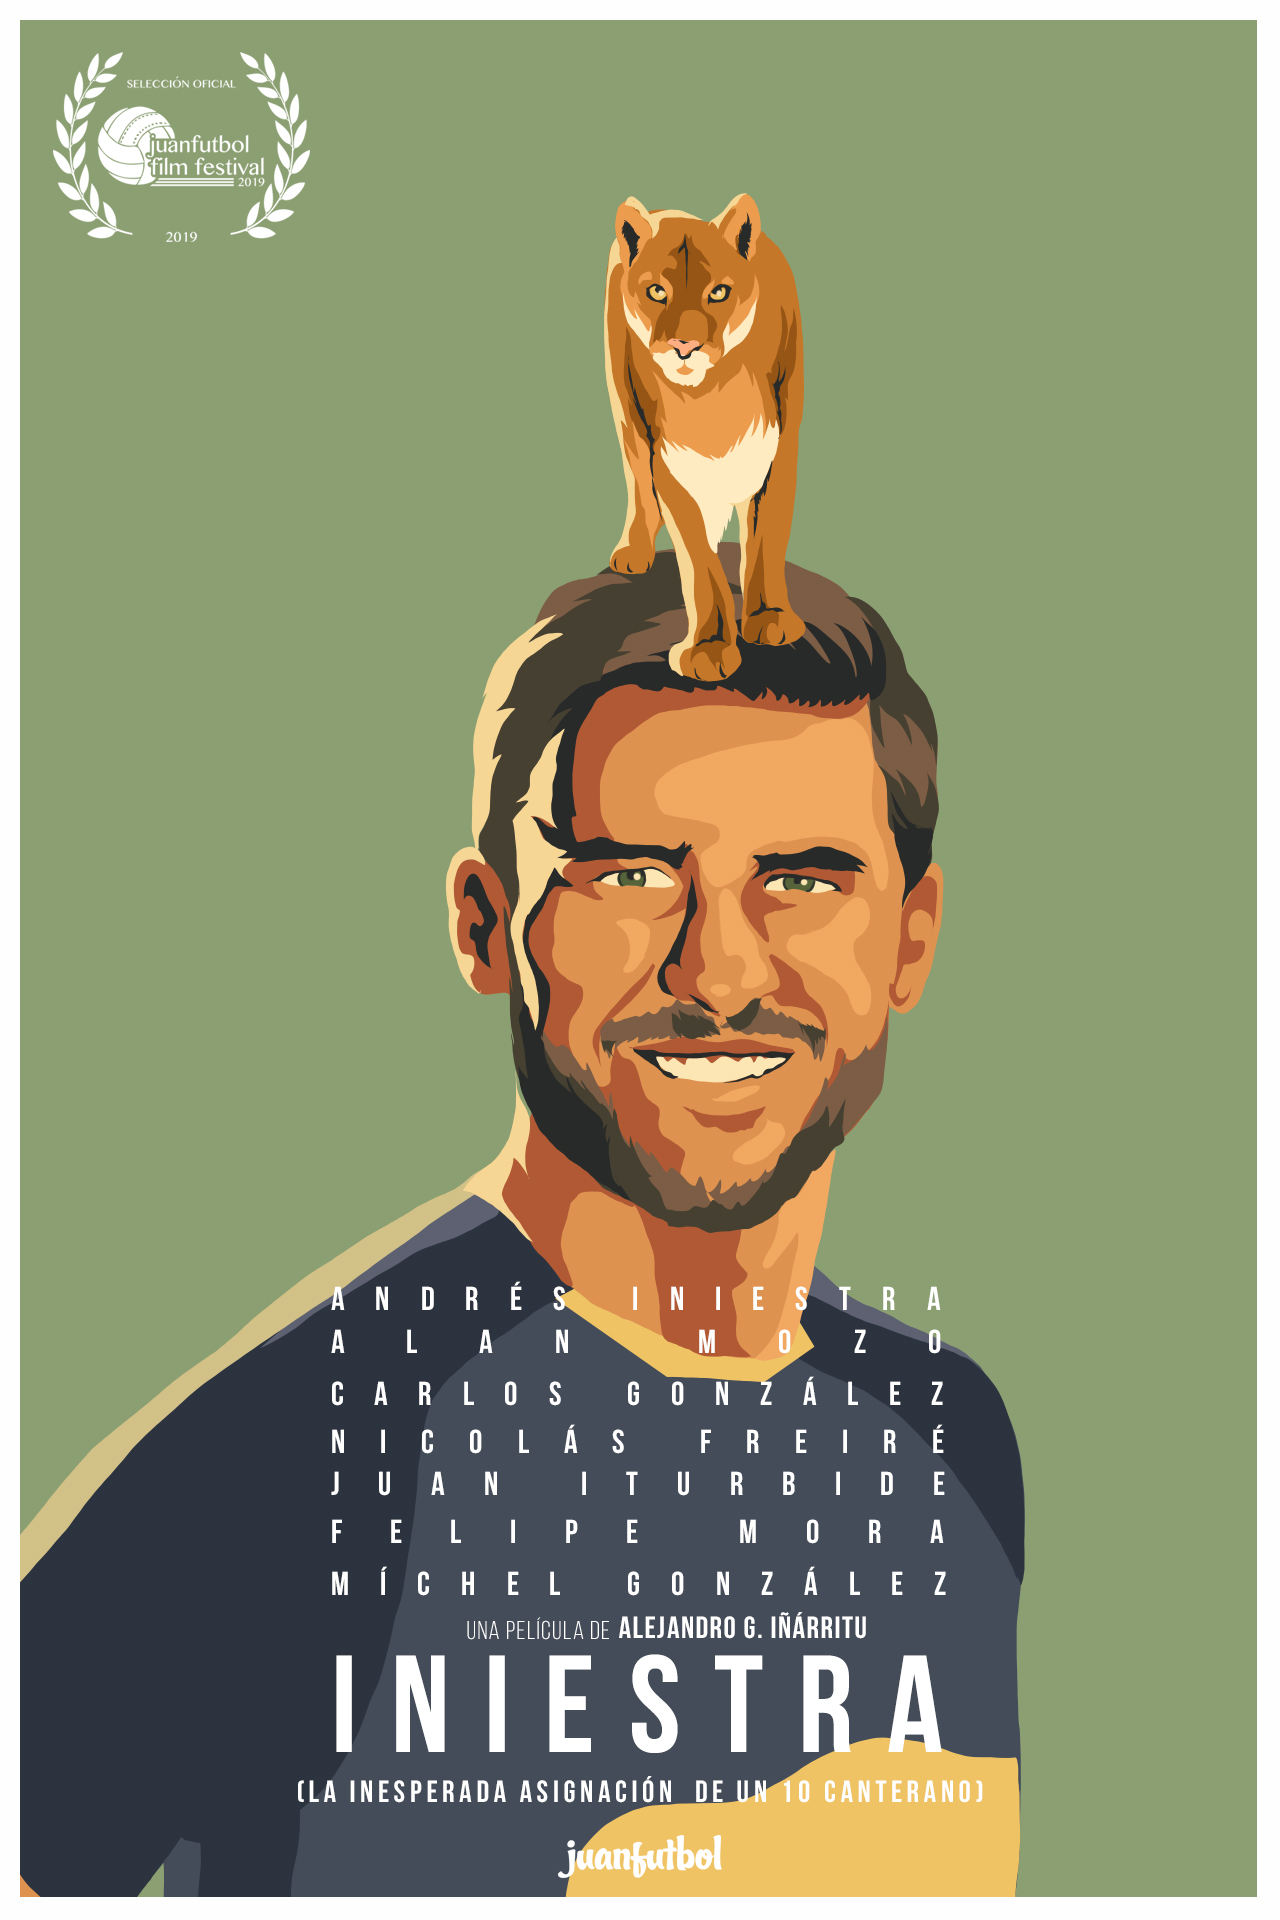 SELECCIÓN OFICIAL
juanfutbol
film festival
2019
2019
ANDRÉS INIESTRA
ALAN MOZO
CARLOS GONZÁLEZ
NICOLÁS FREIRÉ
JUAN ITURBIDE
FELIPE MORA
MÍCHEL GONZÁLEZ
UNA PELÍCULA DE ALEJANDRO G. IÑÁRRITU
INIESTRA
(LA INESPERADA ASIGNACIÓN DE UN 10 CANTERANO)
juanfutbol